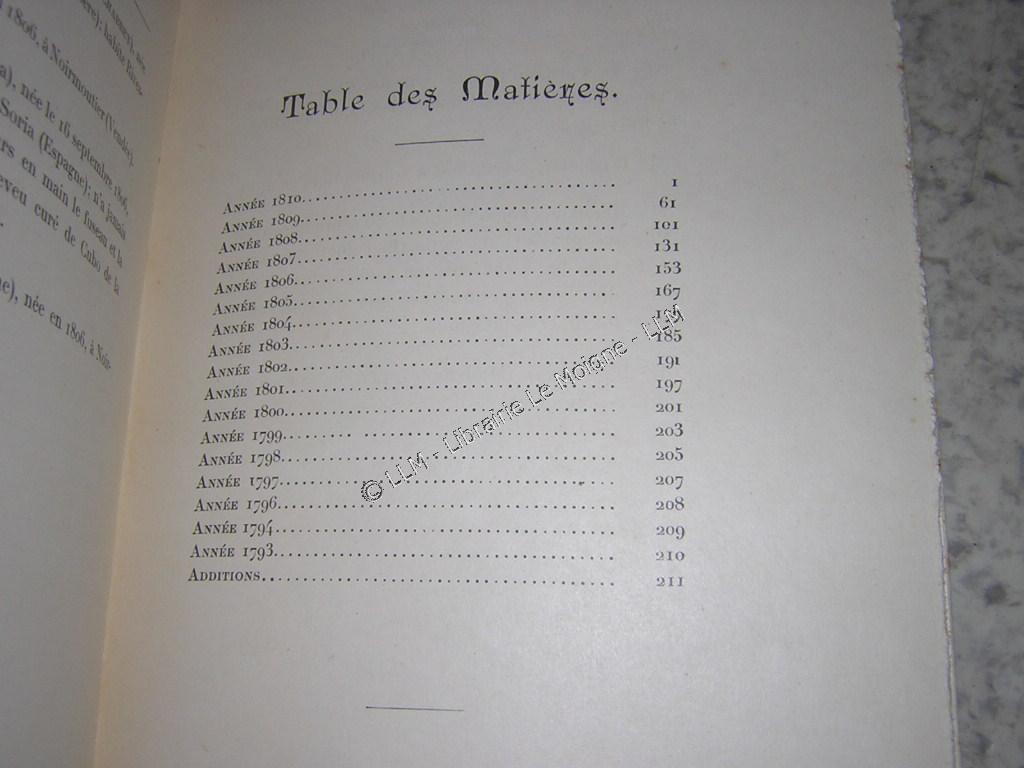 1806, à Noirmoutier (Vendée).
a), née le 16 septembre 1806,
Soria (Espagne); n'a jamais
rs en main le fuseau et la
eveu curé de Cubo de la
née en 1806, à Noir-
Table des Matières.
Année 1810 1
Année 1809 61
Année 1808 101
Année 1807 131
Année 1806 153
Année 1805 167
Année 1804
Année 1803 185
Année 1802 191
Année 1801 197
Année 1800 201
Année 1799 203
Année 1798 205
Année 1797 207
Année 1796 208
Année 1794 209
Année 1793 210
Additions 211
© LLM - Librairie Le Moigne - LLM